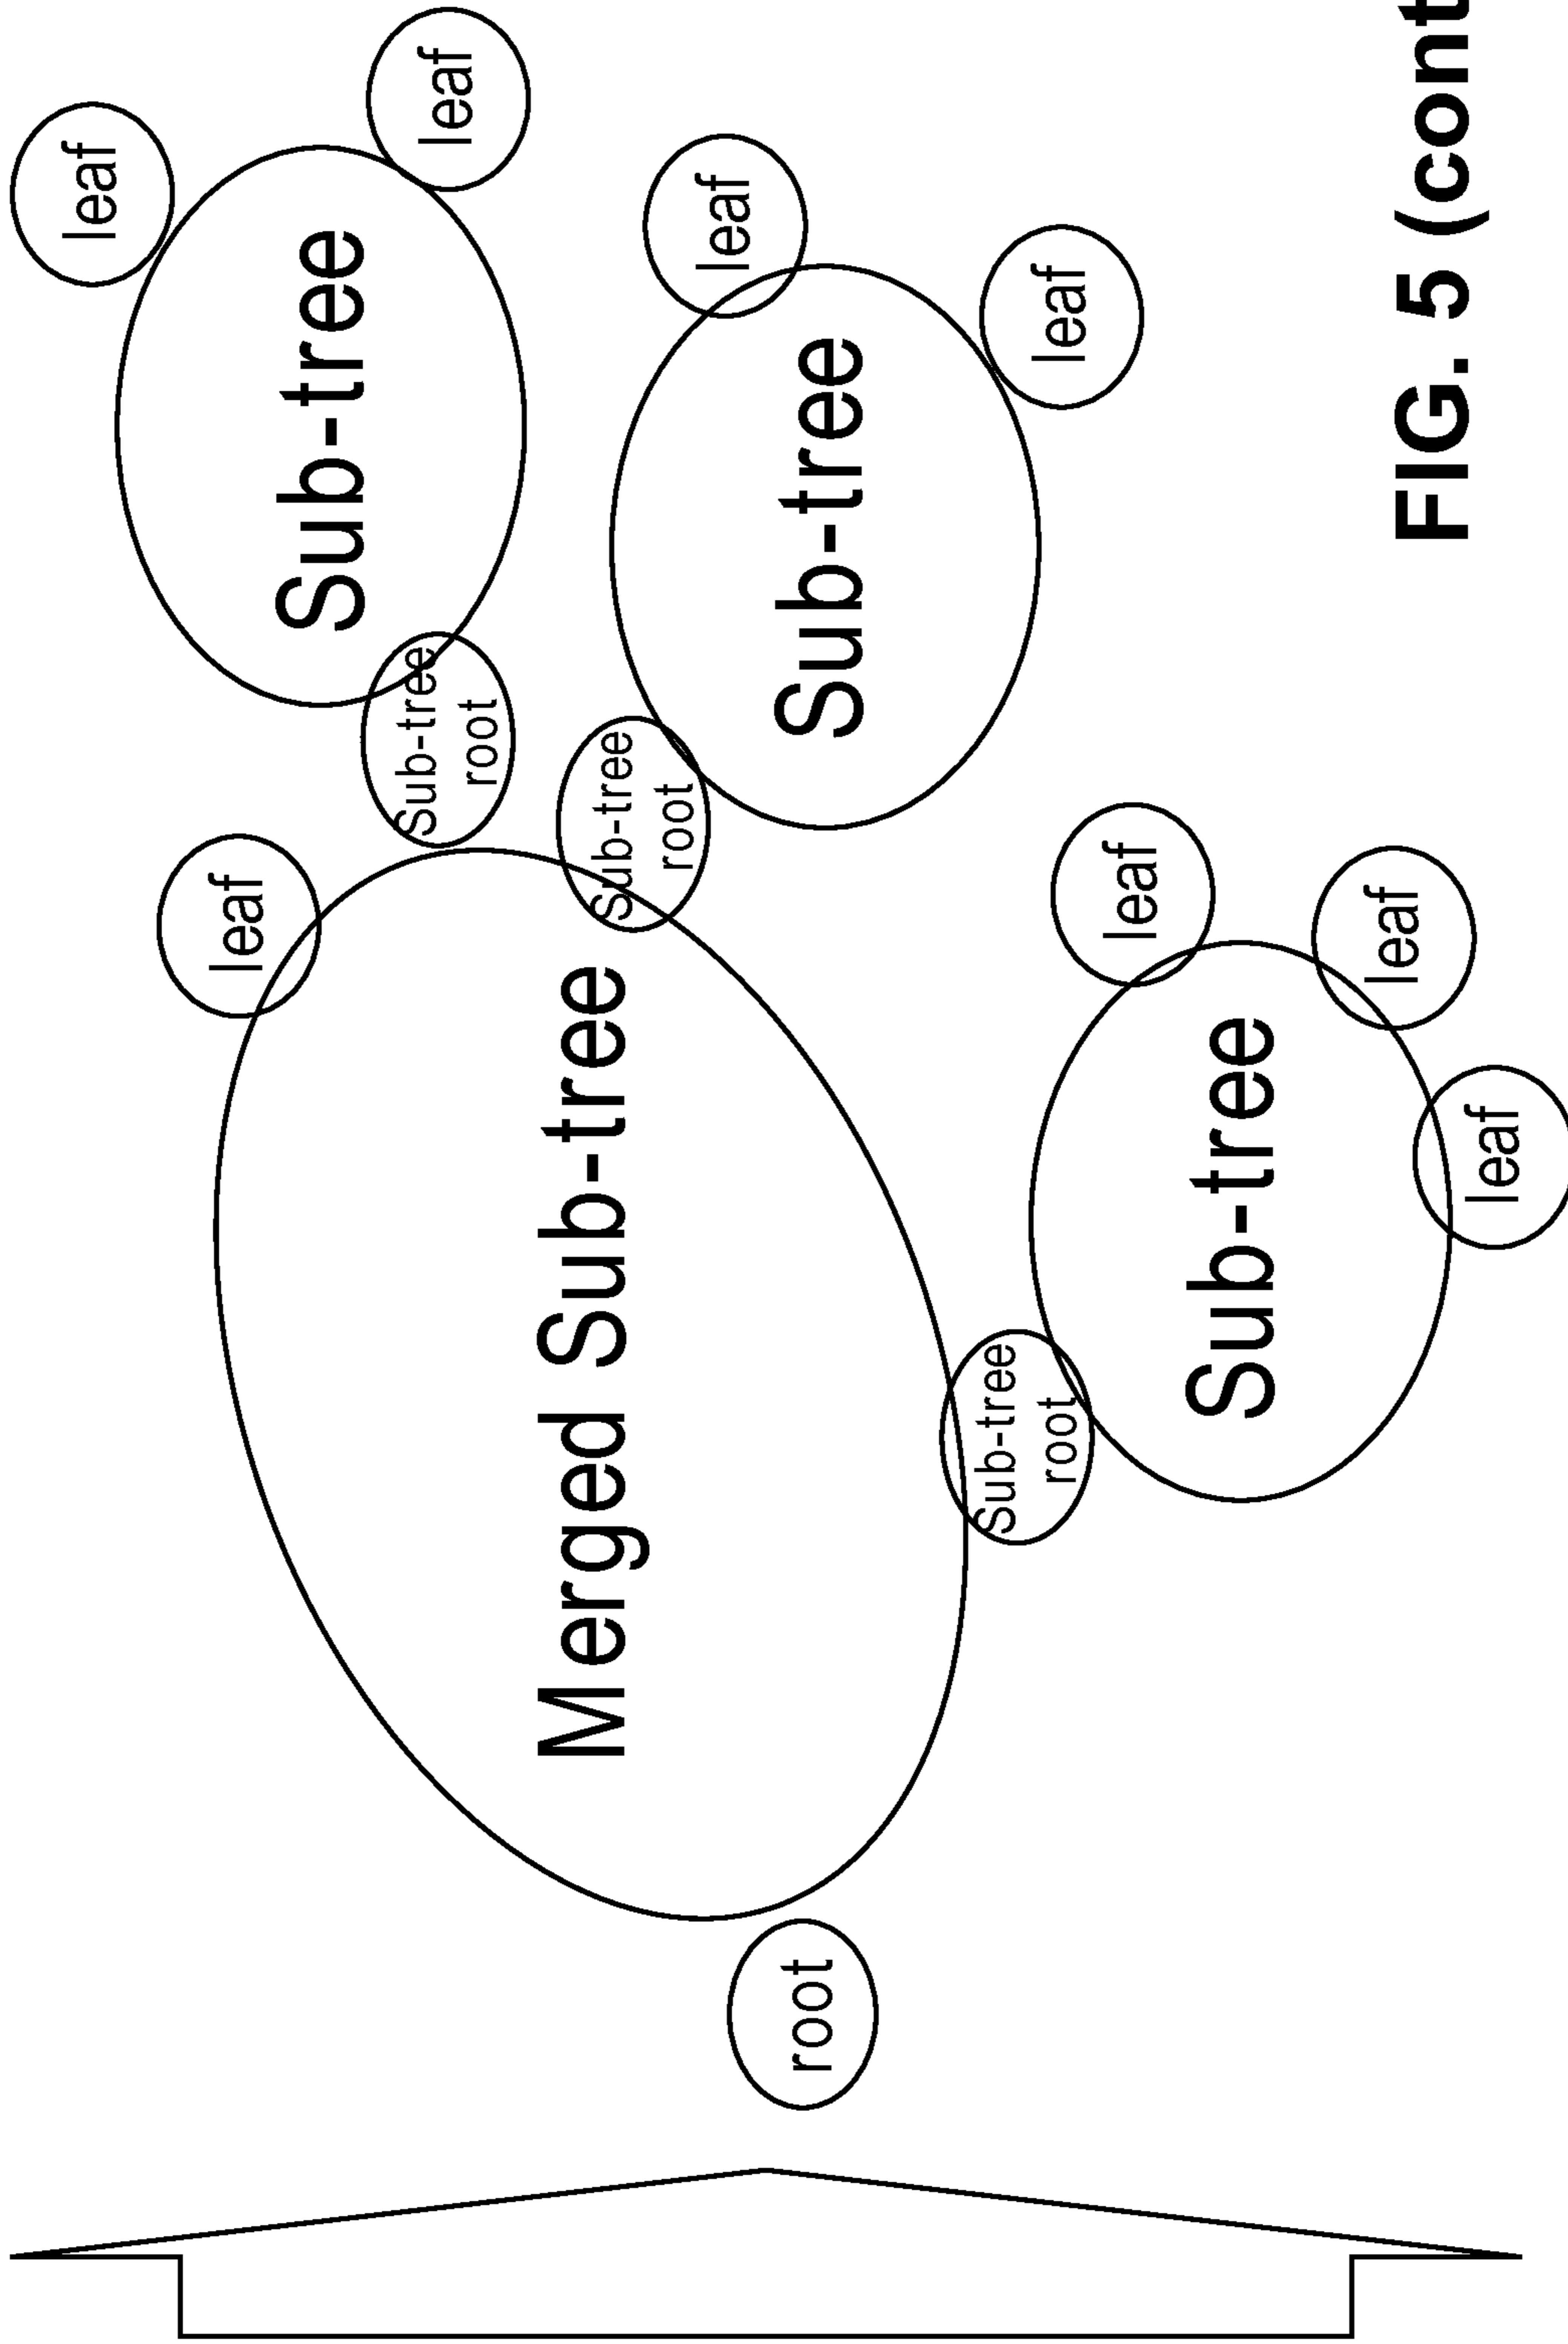 leaf
leaf
Sub-tree
Sub-tree
root
leaf
Merged Sub-tree
Sub-tree
root
leaf
root
Sub-tree
Sub-tree
root
leaf
leaf
Sub-tree
leaf
leaf
FIG. 5 (cont